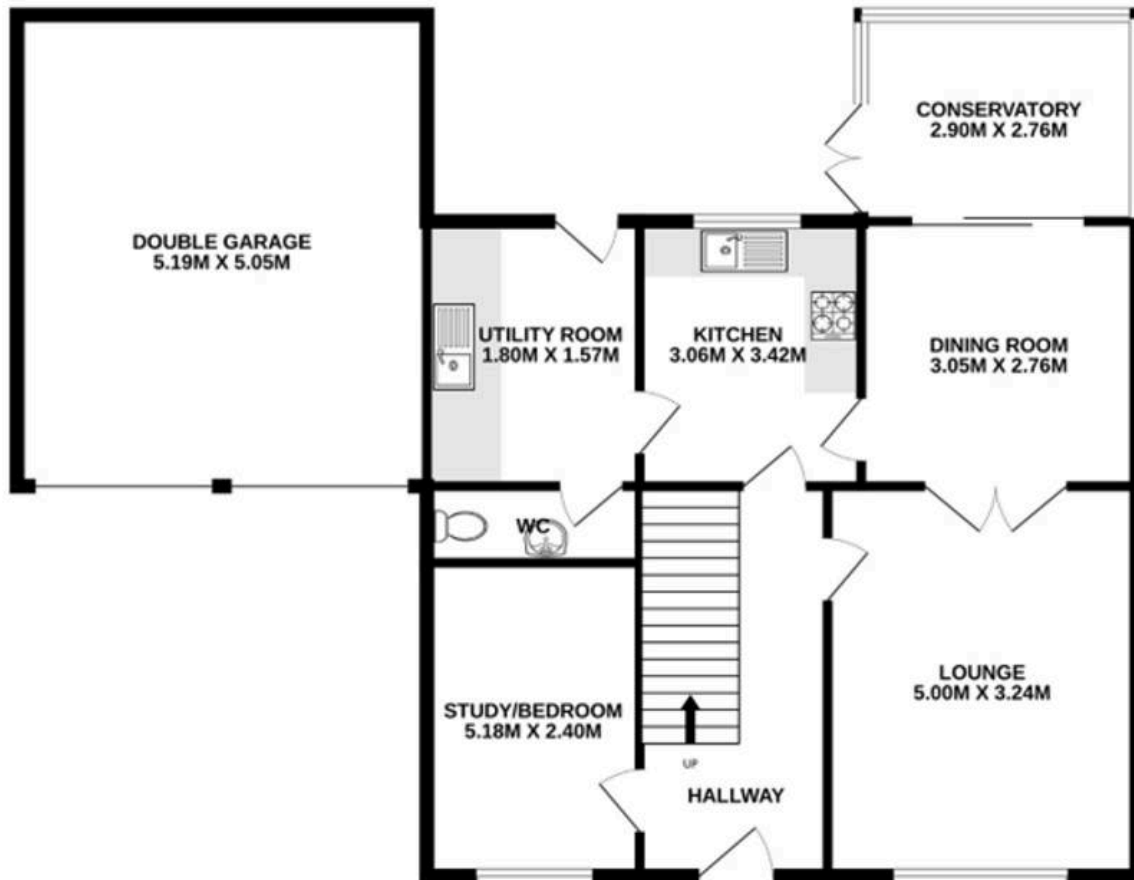 CONSERVATORY
2.90M X 2.76M
DOUBLE GARAGE
5.19M X 5.05M
UTILITY ROOM
1.80M X 1.57M
KITCHEN
3.06M X 3.42M
DINING ROOM
3.05M X 2.76M
WC
STUDY/BEDROOM
5.18M X 2.40M
UP
HALLWAY
LOUNGE
5.00M X 3.24M